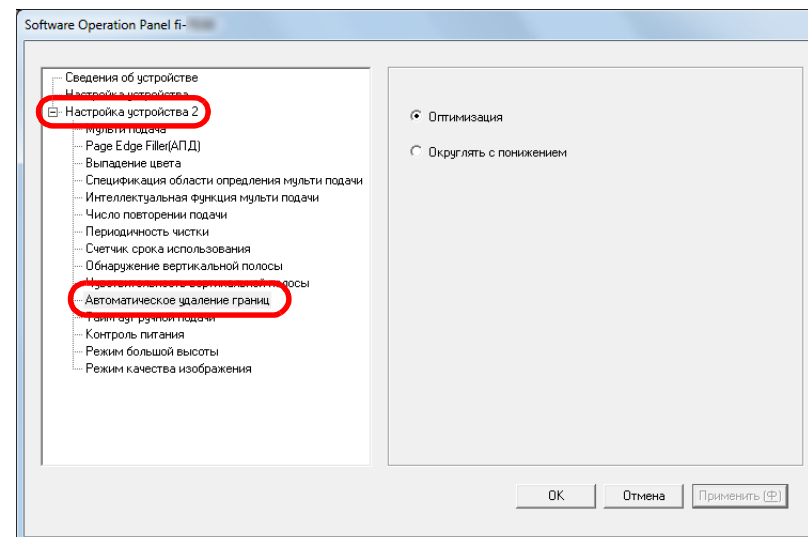 Software Operation Panel fi-
Сведения об устройстве
Настройка устройства
Настройка устройства 2
Мульти подача
Page Edge Filler(АПД)
Выпадение цвета
Спецификация области опредления мульти подачи
Интеллектуальная функция мульти подачи
Число повторении подачи
Периодичность чистки
Счетчик срока использования
Обнаружение вертикальной полосы
Чувствительность вертикальной полосы
Автоматическое удаление границ
Тайм аут ручной подачи
Контроль питания
Режим большой высоты
Режим качества изображения
Оптимизация
Округлять с понижением
OK Отмена Применить (Ф)